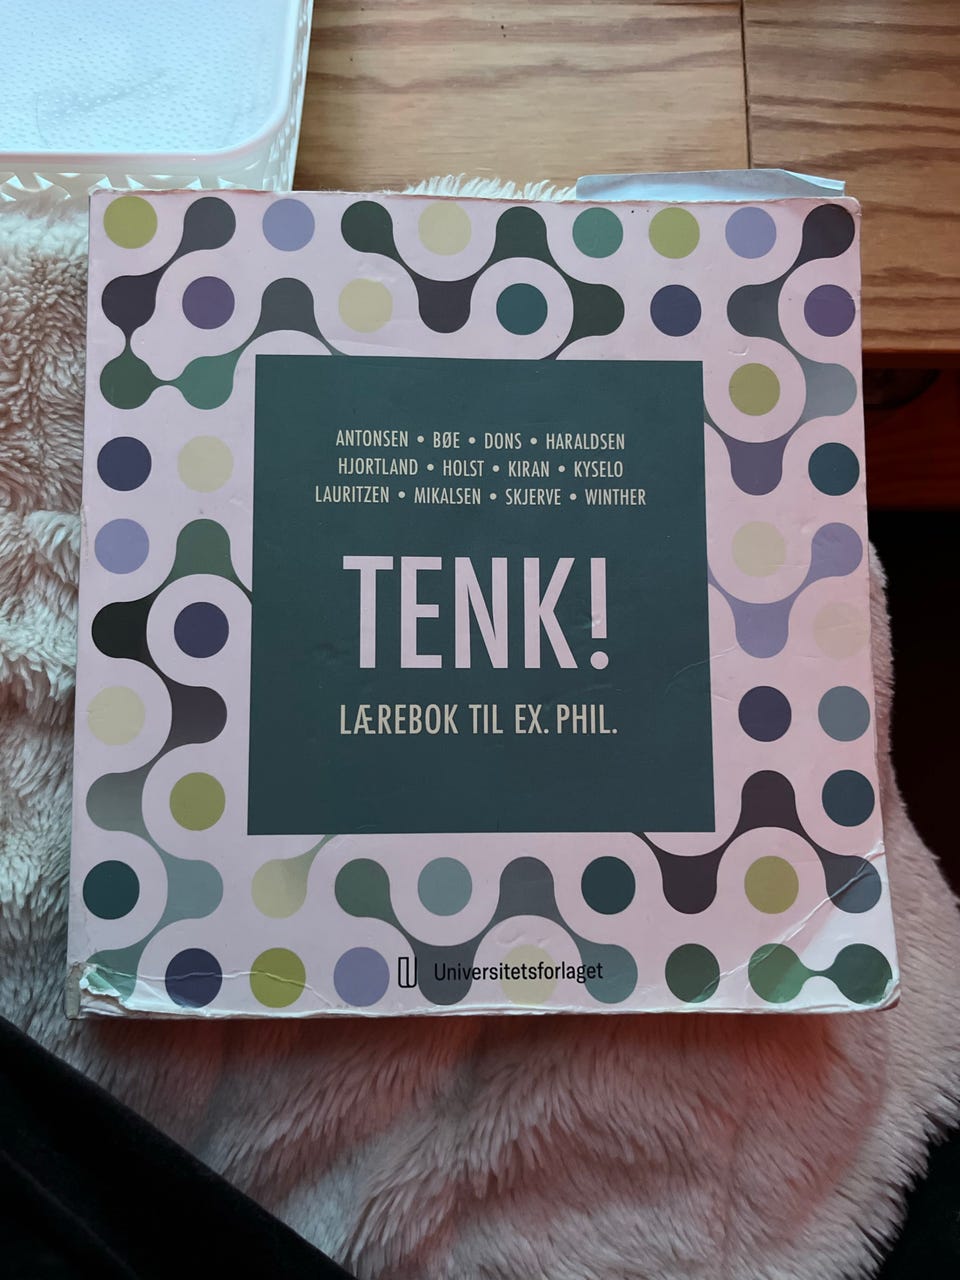 ANTONSEN • BØE • DONS • HARALDSEN
HJORTLAND • HOLST • KIRAN • KYSELO
LAURITZEN • MIKALSEN • SKJERVE • WINTHER
TENK!
LÆREBOK TIL EX. PHIL.
Universitetsforlaget